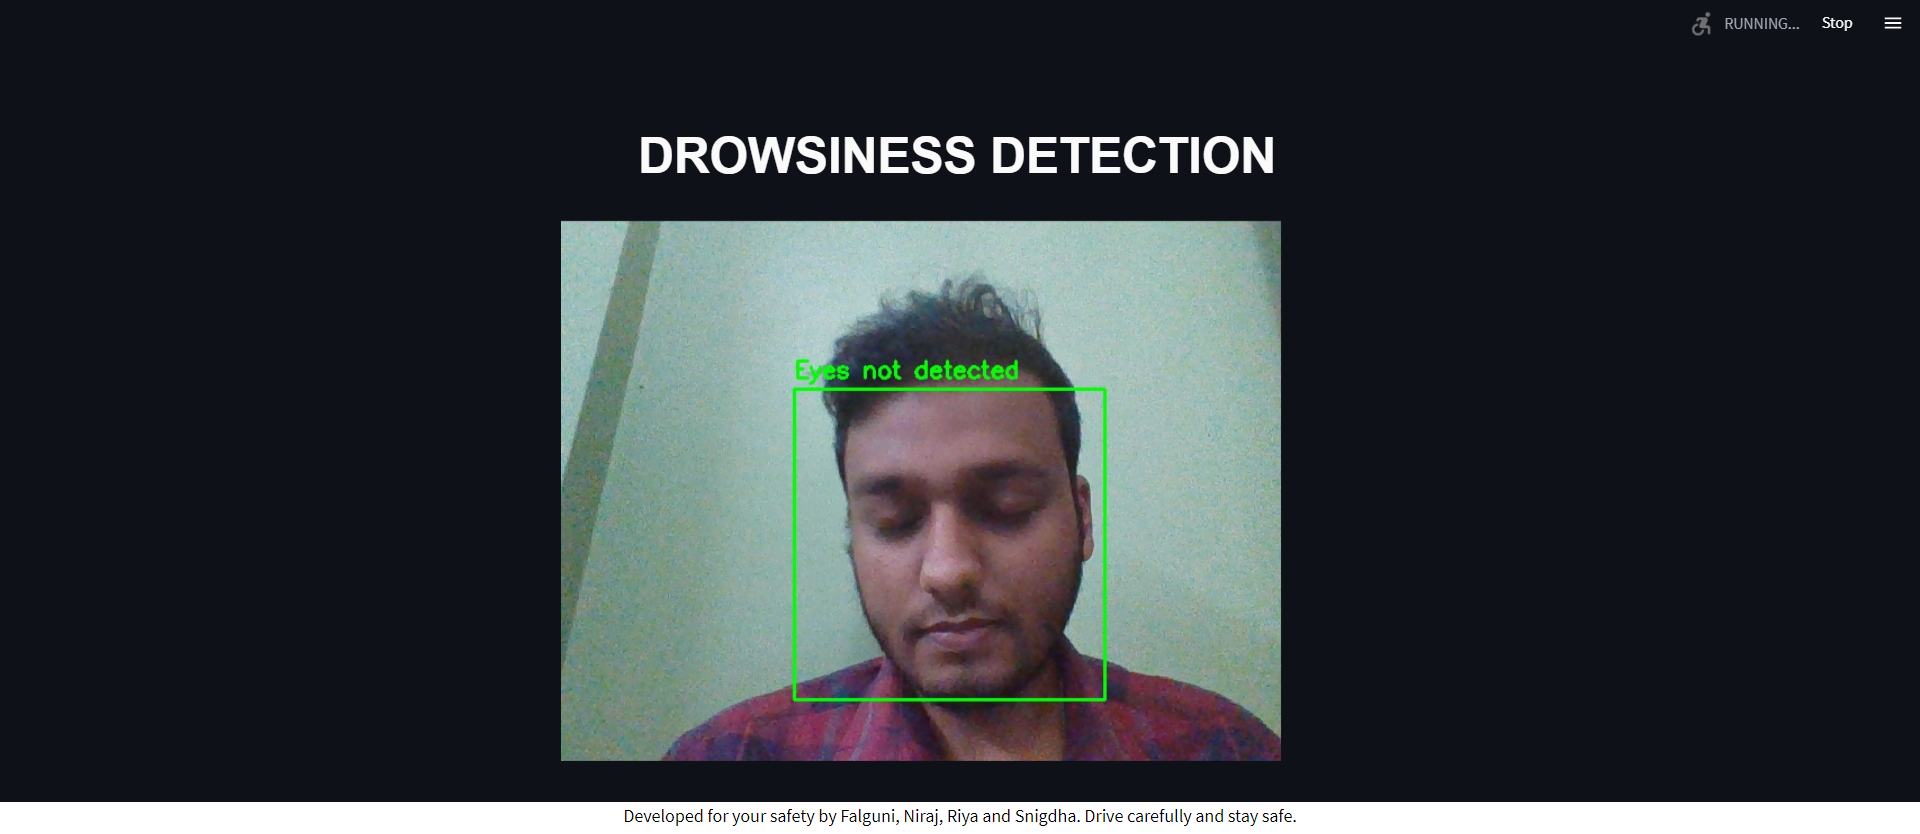 RUNNING... Stop
DROWSINESS DETECTION
Eyes not detected
Developed for your safety by Falguni, Niraj, Riya and Snigdha. Drive carefully and stay safe.